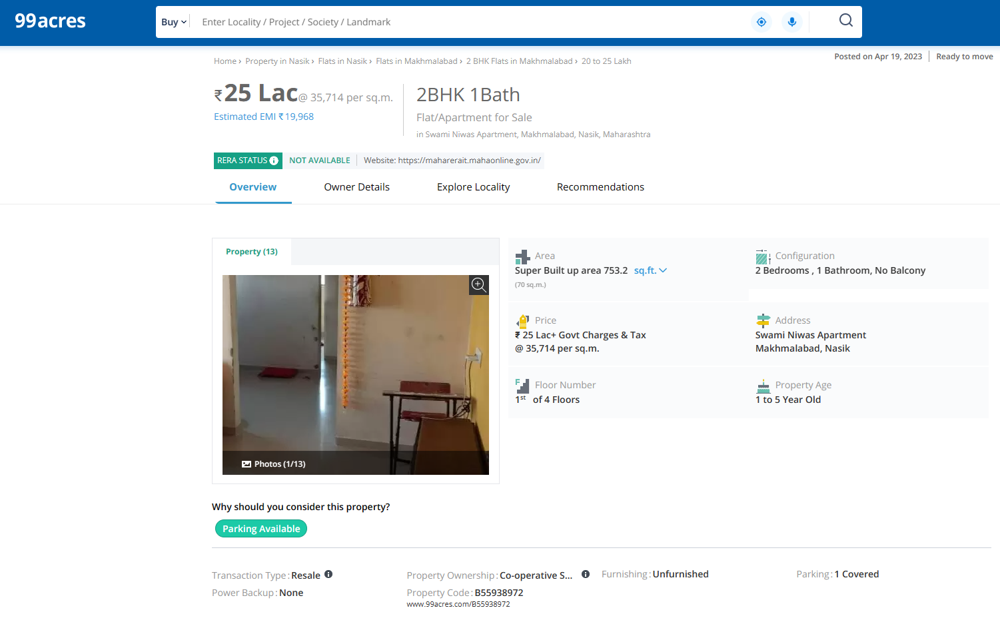 99acres
Buy
Enter Locality / Project / Society / Landmark
Posted on Apr 19, 2023 Ready to move
Home › Property in Nasik › Flats in Nasik › Flats in Makhmalabad › 2 BHK Flats in Makhmalabad › 20 to 25 Lakh
₹25 Lac@ 35,714 per sq.m.
Estimated EMI ₹19,968
2BHK 1Bath
Flat/Apartment for Sale
in Swami Niwas Apartment, Makhmalabad, Nasik, Maharashtra
RERA STATUS NOT AVAILABLE Website: https://maharerait.mahaonline.gov.in/
Overview Owner Details Explore Locality Recommendations
Property (13)
Photos (1/13)
Area
Super Built up area 753.2 sq.ft.
(70 sq.m.)
Configuration
2 Bedrooms , 1 Bathroom, No Balcony
Price
₹ 25 Lac+ Govt Charges & Tax
@ 35,714 per sq.m.
Address
Swami Niwas Apartment
Makhmalabad, Nasik
Floor Number
1st of 4 Floors
Property Age
1 to 5 Year Old
Why should you consider this property?
Parking Available
Transaction Type : Resale
Property Ownership : Co-operative S...
Furnishing : Unfurnished
Parking : 1 Covered
Power Backup : None
Property Code : B55938972
www.99acres.com/B55938972